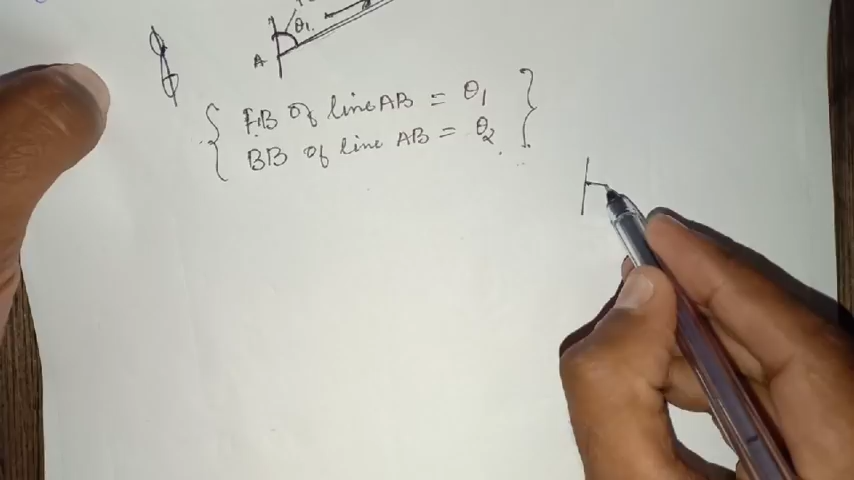 θ1.
A
F.B of line AB = θ1
BB of line AB = θ2